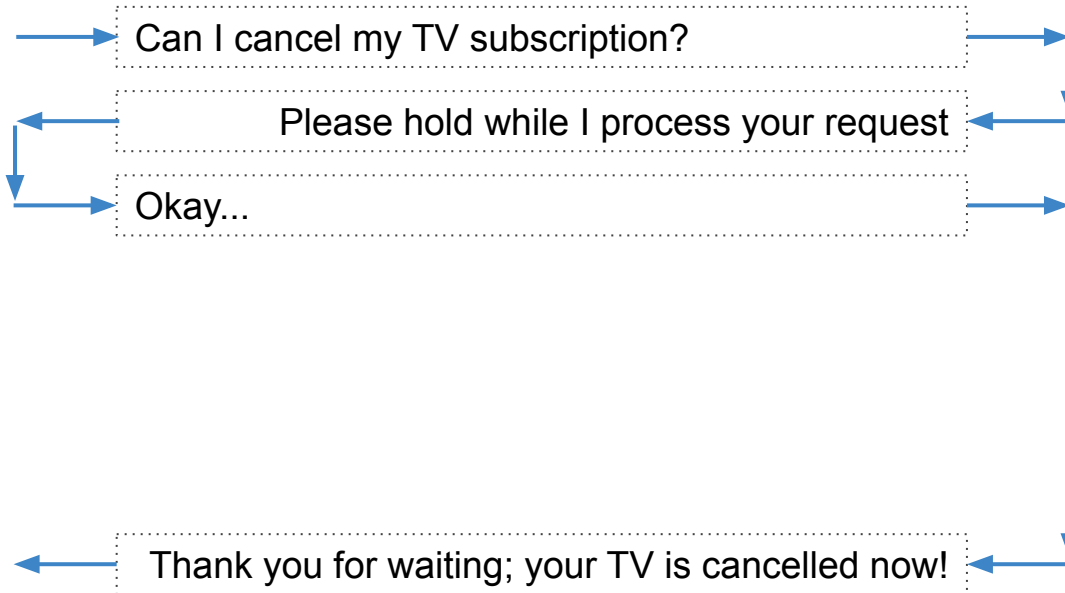 Can I cancel my TV subscription?
Please hold while I process your request
Okay...
Thank you for waiting; your TV is cancelled now!